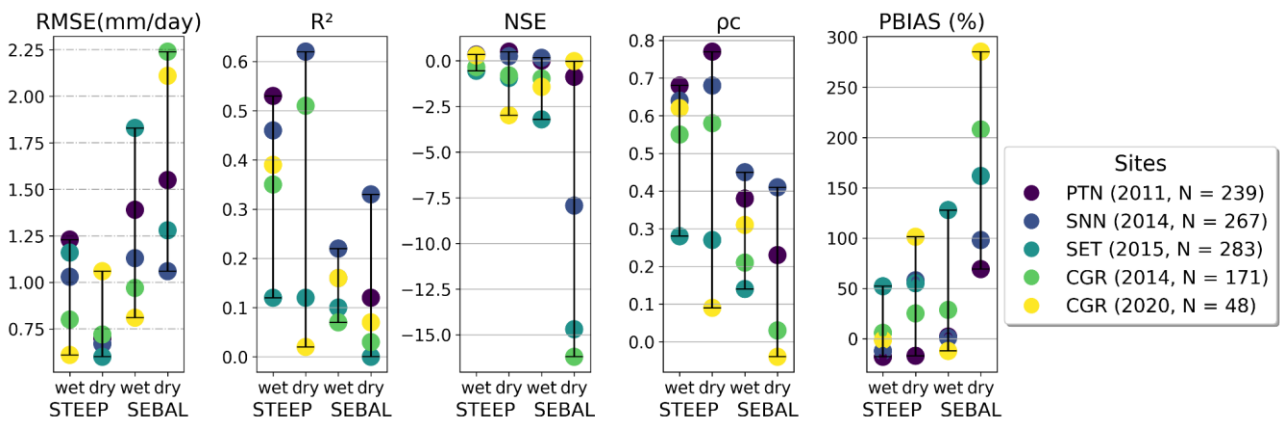 RMSE(mm/day)
2.25
2.00
1.75
1.50
1.25
1.00
0.75
wet dry wet dry
STEEP SEBAL
R²
0.6
0.5
0.4
0.3
0.2
0.1
0.0
wet dry wet dry
STEEP SEBAL
NSE
0.0
−2.5
−5.0
−7.5
−10.0
−12.5
−15.0
wet dry wet dry
STEEP SEBAL
ρc
0.8
0.7
0.6
0.5
0.4
0.3
0.2
0.1
0.0
wet dry wet dry
STEEP SEBAL
PBIAS (%)
300
250
200
150
100
50
0
wet dry wet dry
STEEP SEBAL
Sites
PTN (2011, N = 239)
SNN (2014, N = 267)
SET (2015, N = 283)
CGR (2014, N = 171)
CGR (2020, N = 48)